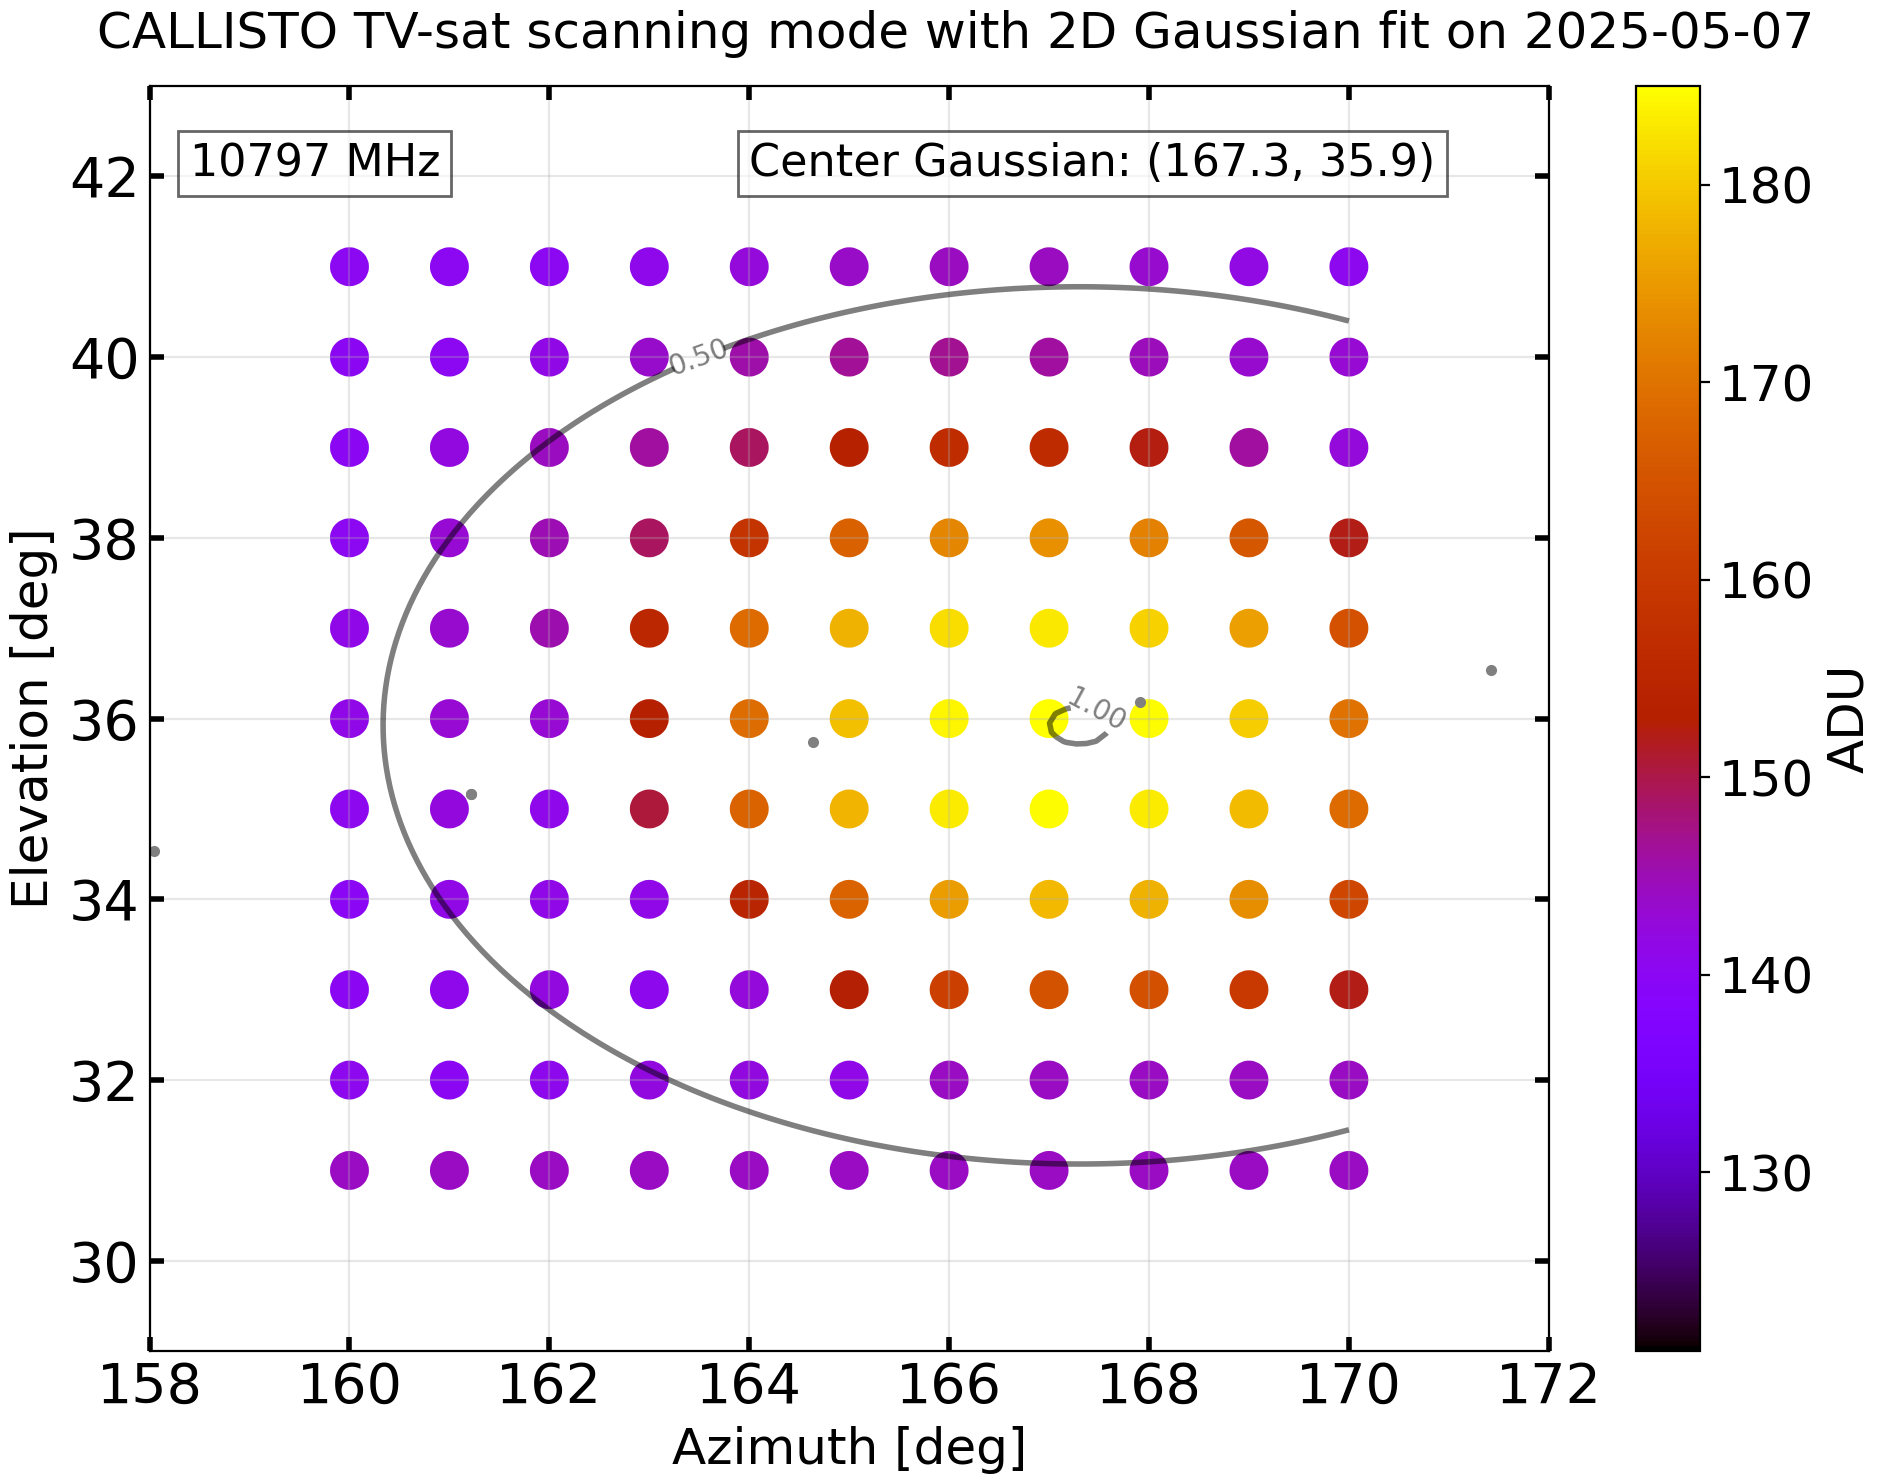 CALLISTO TV-sat scanning mode with 2D Gaussian fit on 2025-05-07
10797 MHz
Center Gaussian: (167.3, 35.9)
42
40
38
36
34
32
30
Elevation [deg]
0.50
1.00
158 160 162 164 166 168 170 172
Azimuth [deg]
180
170
160
150
140
130
ADU